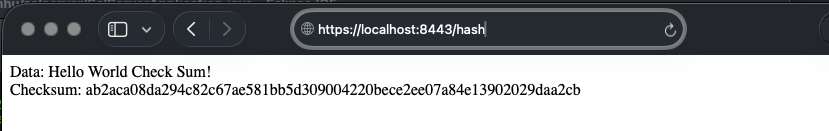 https://localhost:8443/hash
Data: Hello World Check Sum!
Checksum: ab2aca08da294c82c67ae581bb5d309004220bece2ee07a84e13902029daa2cb